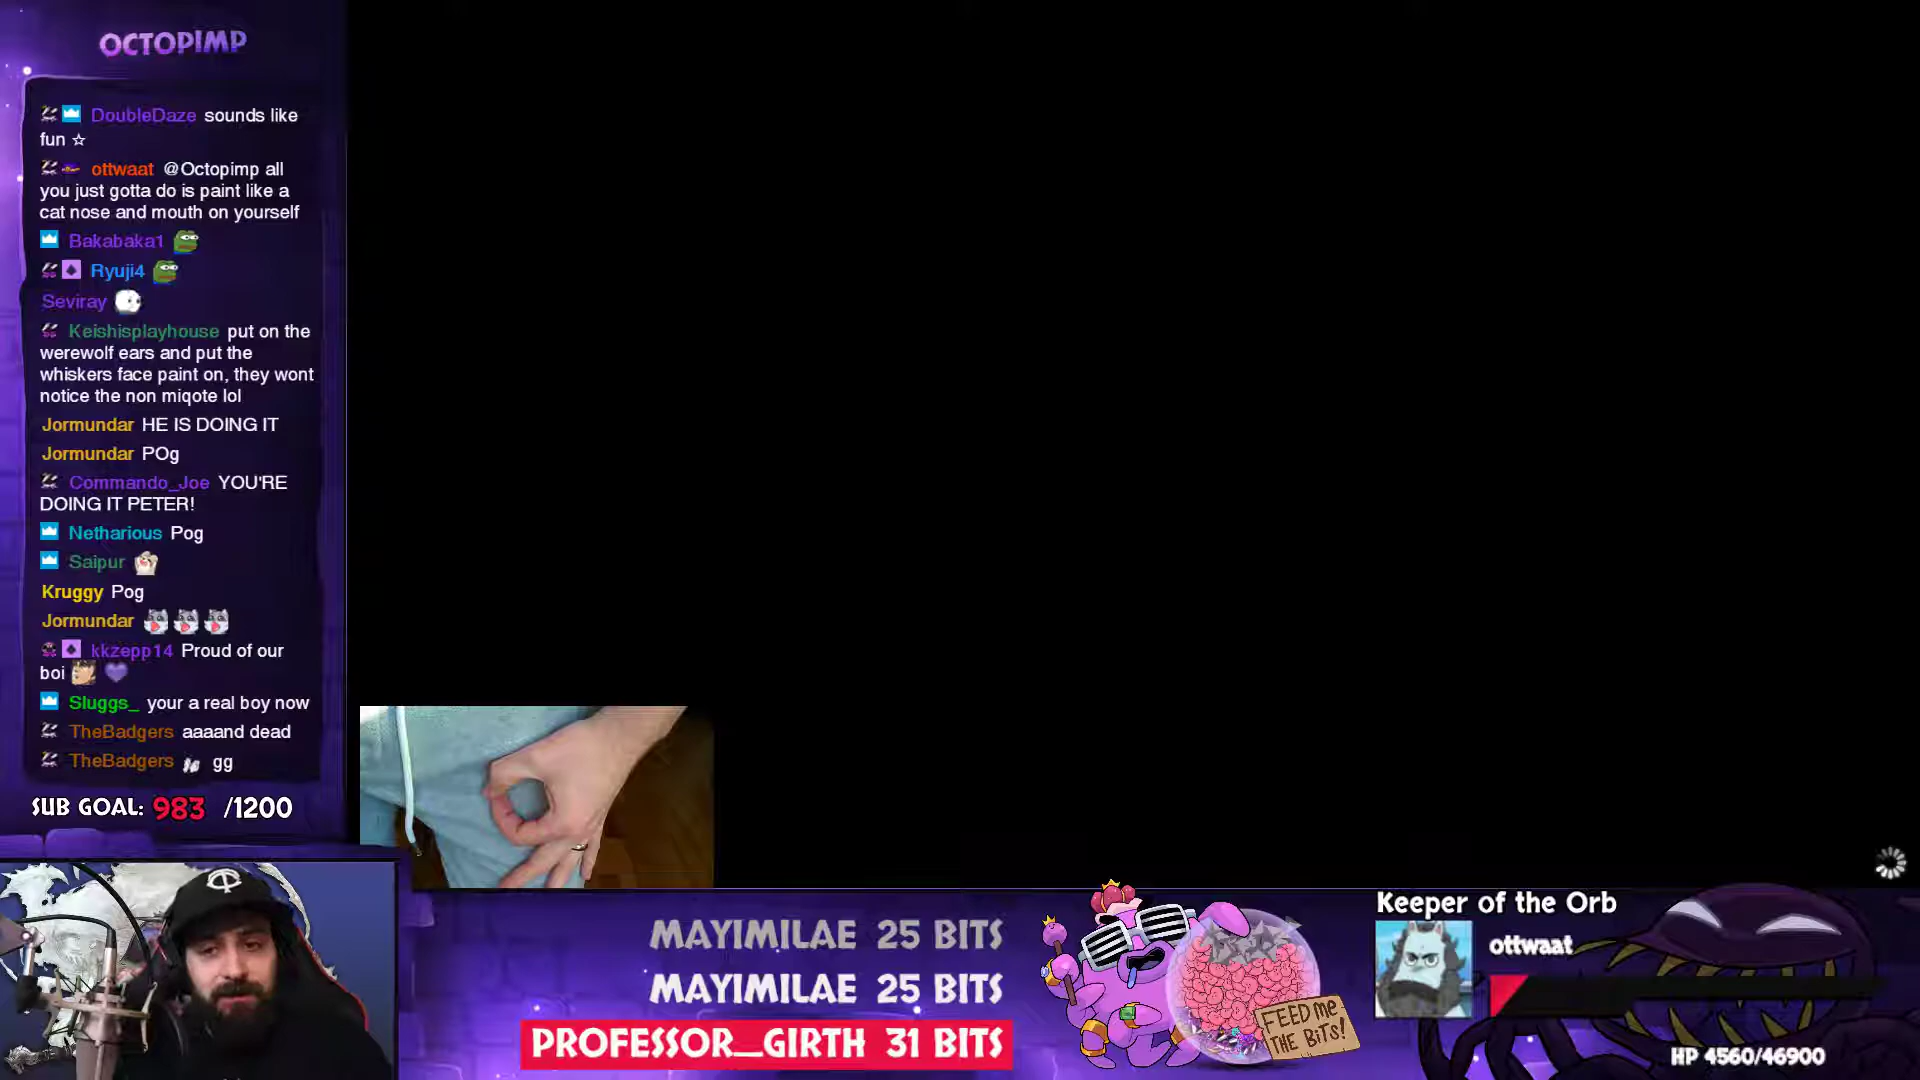 OCTOPIMP
DoubleDaze sounds like
fun ☆
ottwaat @Octopimp all
you just gotta do is paint like a
cat nose and mouth on yourself
Bakabaka1
Ryuji4
Seviray
Keishisplayhouse put on the
werewolf ears and put the
whiskers face paint on, they wont
notice the non miqote lol
Jormundar HE IS DOING IT
Jormundar POg
Commando_Joe YOU'RE
DOING IT PETER!
Netharious Pog
Saipur
Kruggy Pog
Jormundar
kkzepp14 Proud of our
boi
Sluggs_ your a real boy now
TheBadgers aaaand dead
TheBadgers gg
SUB GOAL: 983 /1200
MAYIMILAE 25 BITS
MAYIMILAE 25 BITS
PROFESSOR_GIRTH 31 BITS
FEED ME
THE BITS!
Keeper of the Orb
ottwaat
HP 4560/46900